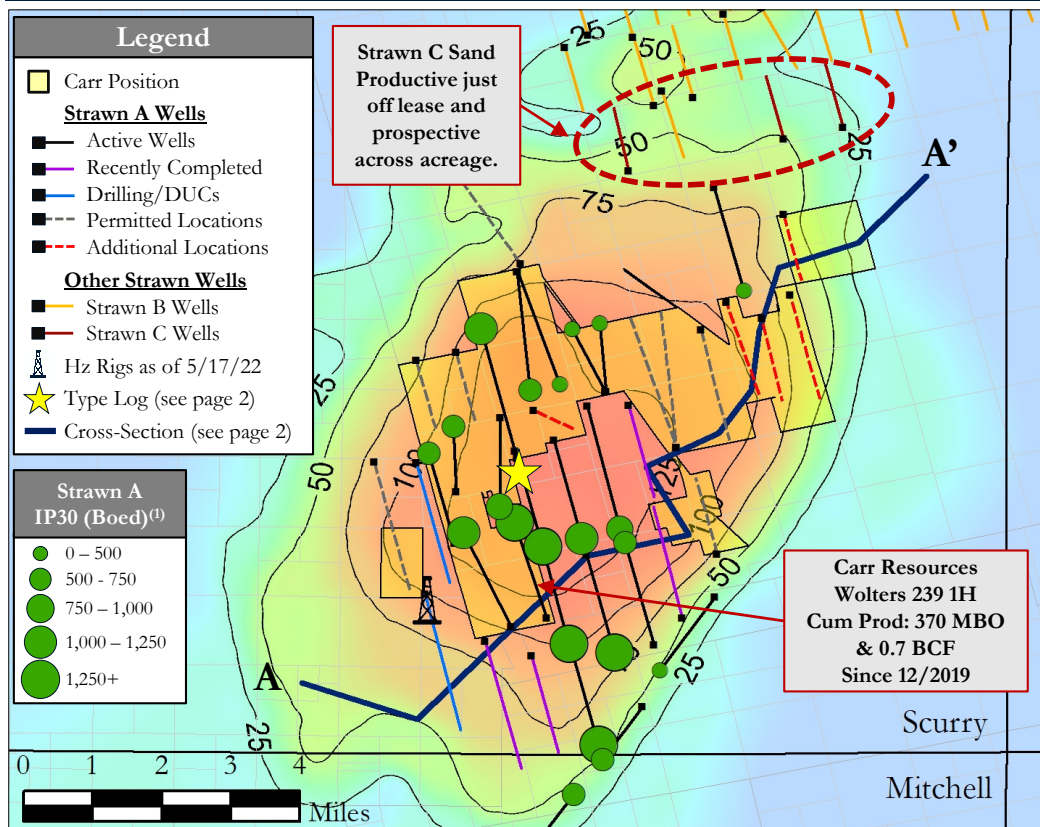 Legend
Carr Position
Strawn A Wells
Active Wells
Recently Completed
Drilling/DUCs
Permitted Locations
Additional Locations
Other Strawn Wells
Strawn B Wells
Strawn C Wells
Hz Rigs as of 5/17/22
Type Log (see page 2)
Cross-Section (see page 2)
Strawn A
IP30 (Boed)(1)
0 – 500
500 - 750
750 – 1,000
1,000 – 1,250
1,250+
Strawn C Sand
Productive just
off lease and
prospective
across acreage.
25
50
50
25
A'
75
25
50
100
125
100
50
25
A
25
Carr Resources
Wolters 239 1H
Cum Prod: 370 MBO
& 0.7 BCF
Since 12/2019
Scurry
Mitchell
0 1 2 3 4
Miles